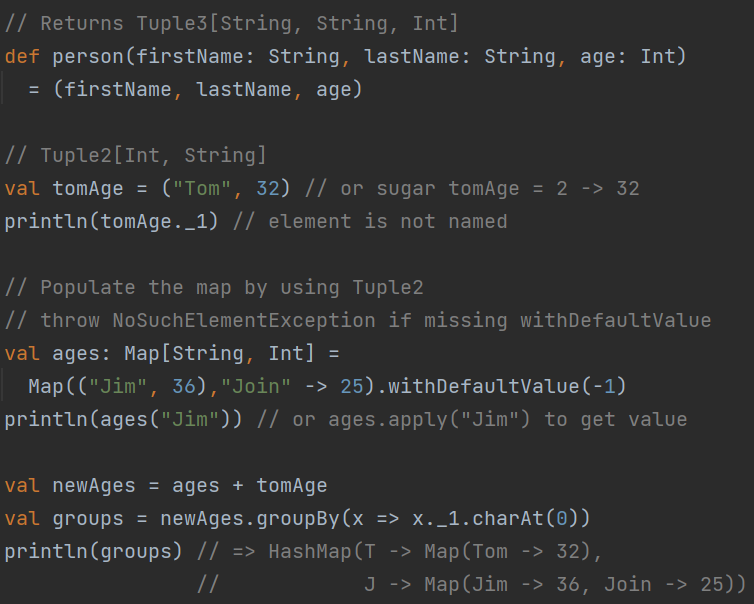 // Returns Tuple3[String, String, Int]
def person(firstName: String, lastName: String, age: Int)
  = (firstName, lastName, age)

// Tuple2[Int, String]
val tomAge = ("Tom", 32) // or sugar tomAge = 2 -> 32
println(tomAge._1) // element is not named

// Populate the map by using Tuple2
// throw NoSuchElementException if missing withDefaultValue
val ages: Map[String, Int] =
  Map(("Jim", 36),"Join" -> 25).withDefaultValue(-1)
println(ages("Jim")) // or ages.apply("Jim") to get value

val newAges = ages + tomAge
val groups = newAges.groupBy(x => x._1.charAt(0))
println(groups) // => HashMap(T -> Map(Tom -> 32),
                //            J -> Map(Jim -> 36, Join -> 25))